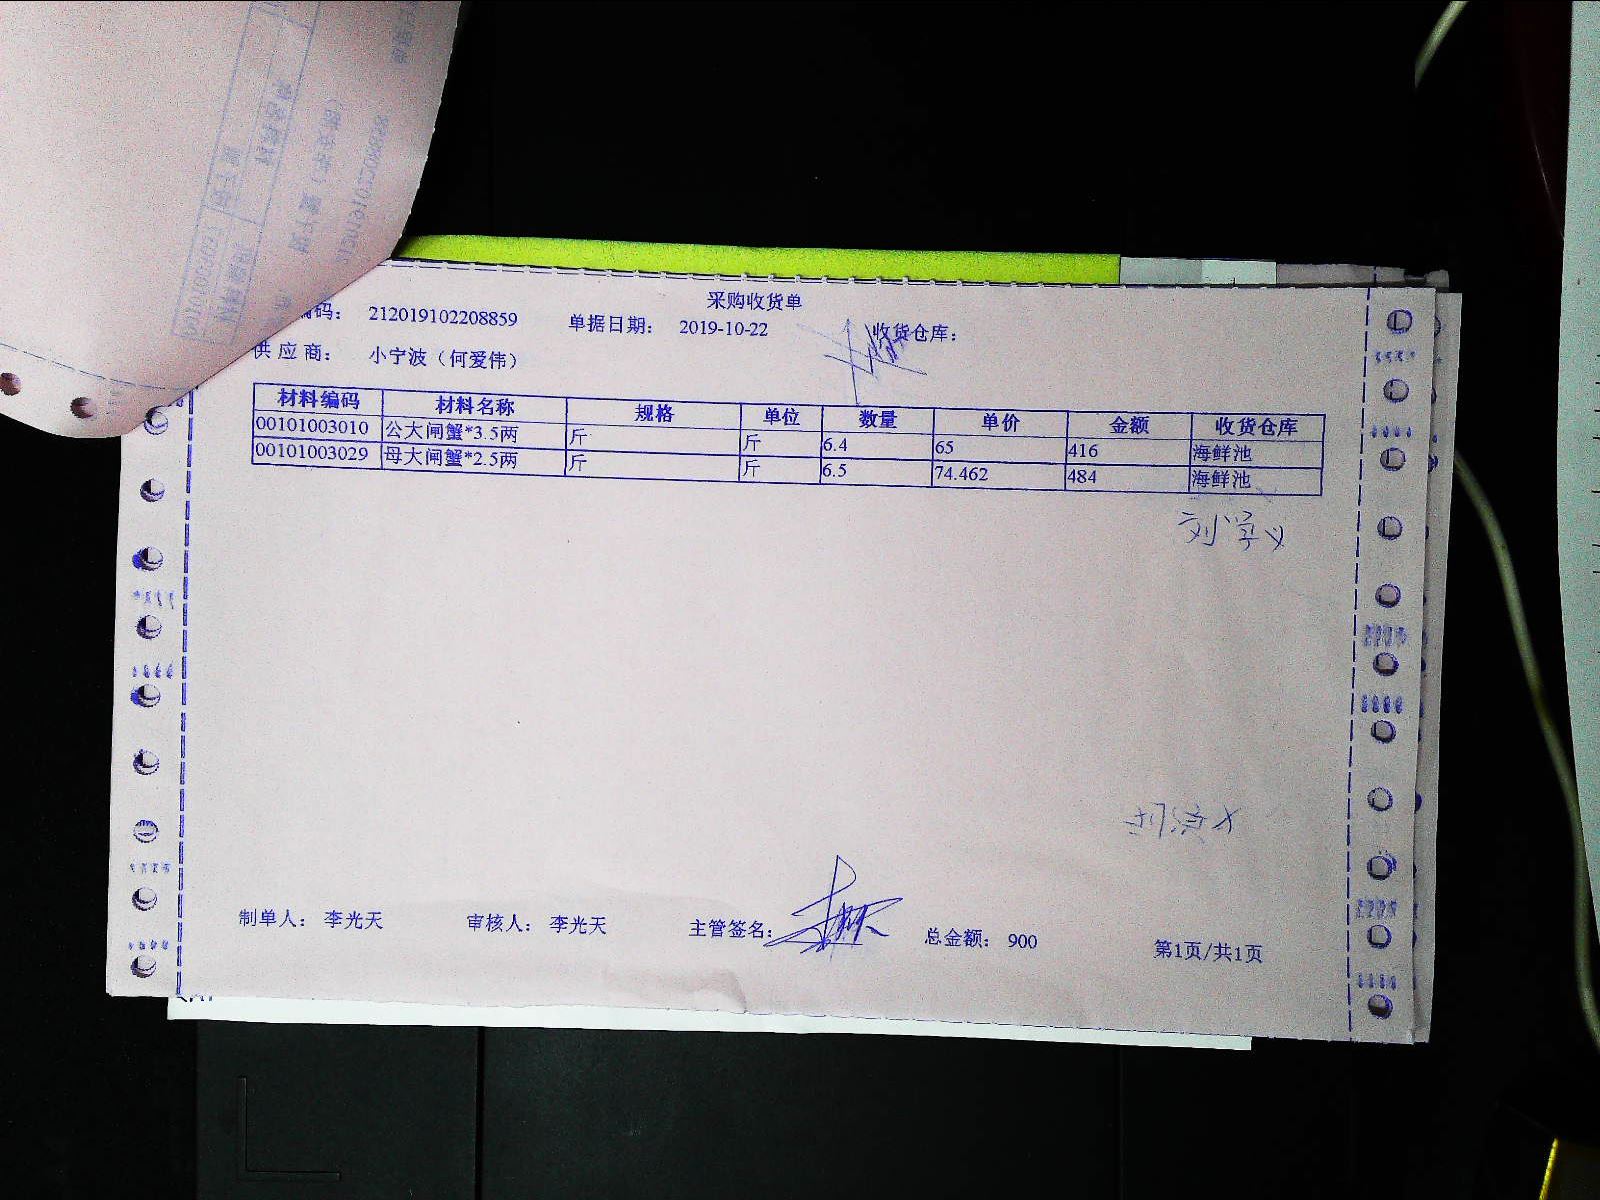 采购收货单
编码： 212019102208859 单据日期： 2019-10-22 收货仓库：
供应商： 小宁波（何爱伟）
材料编码 材料名称 规格 单位 数量 单价 金额 收货仓库
00101003010 公大闸蟹*3.5两 斤 斤 6.4 65 416 海鲜池
00101003029 母大闸蟹*2.5两 斤 斤 6.5 74.462 484 海鲜池
制单人： 李光天 审核人： 李光天 主管签名： 总金额： 900 第1页/共1页